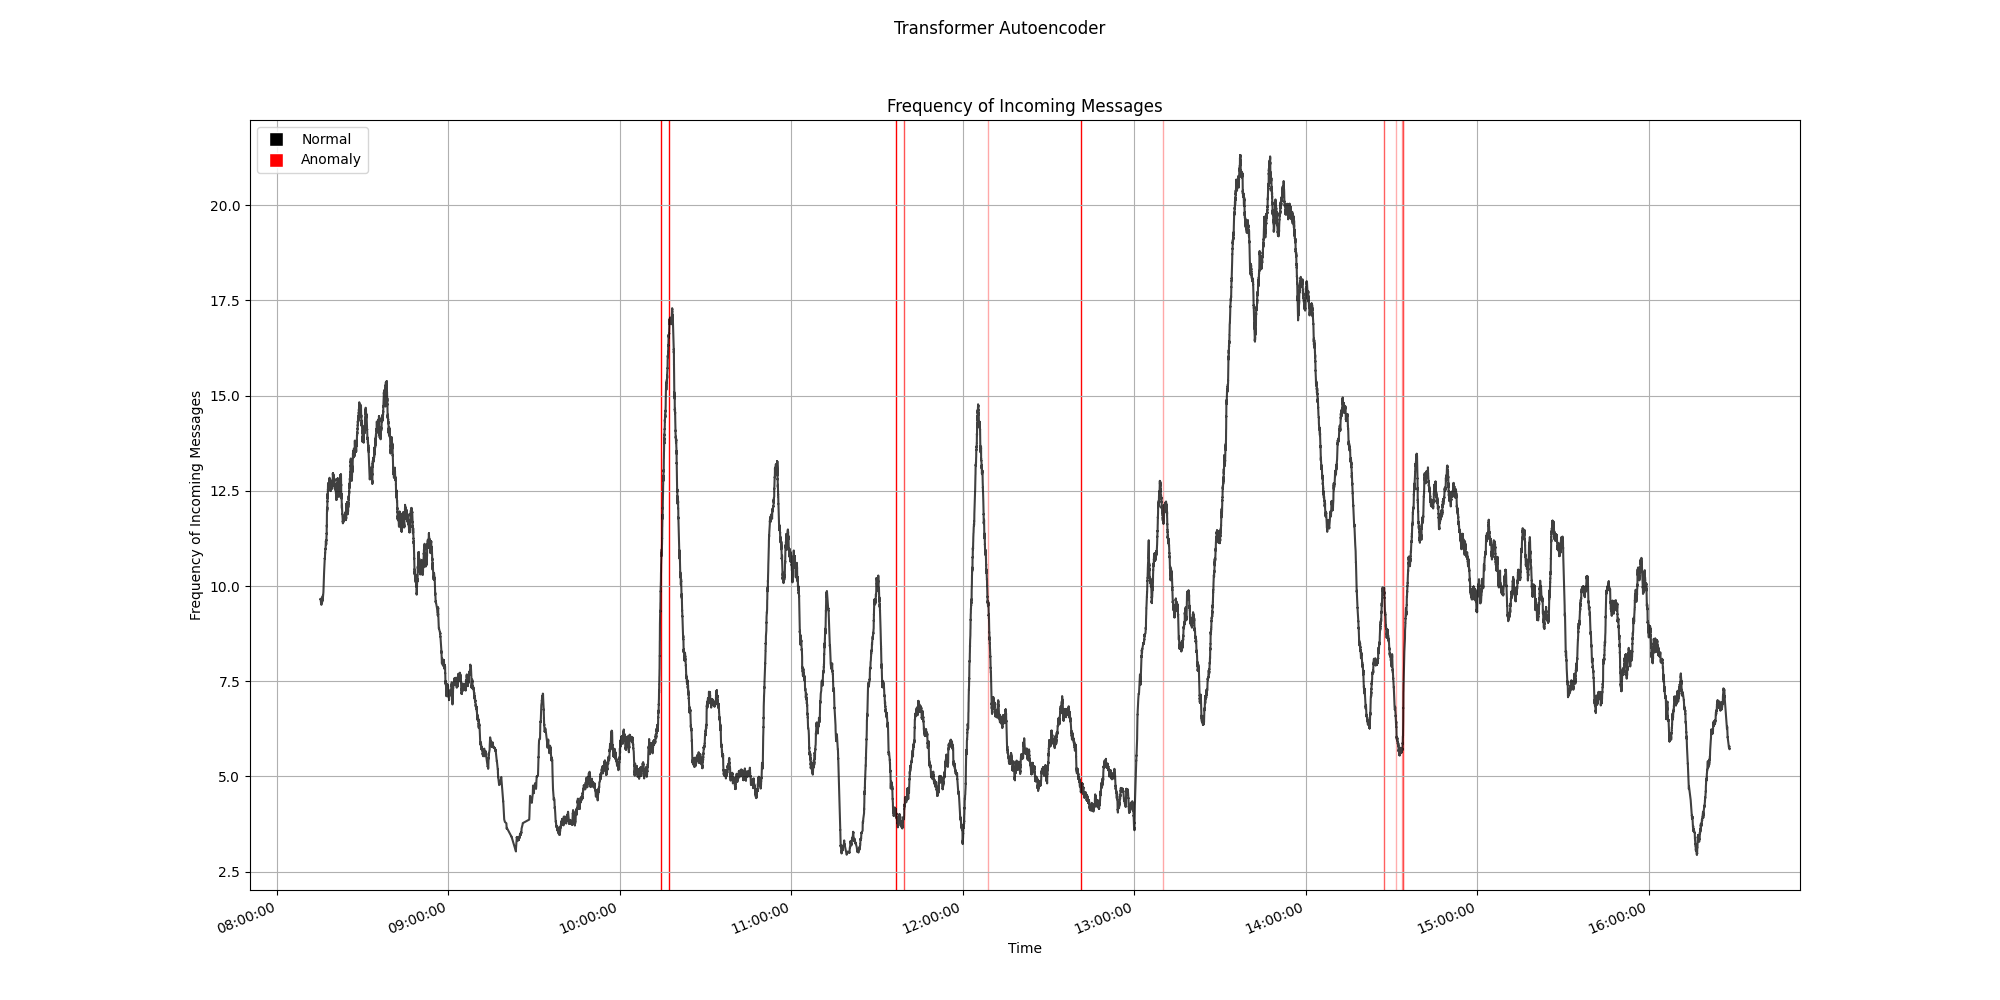 Transformer Autoencoder
Frequency of Incoming Messages
Normal
Anomaly
Frequency of Incoming Messages
20.0
17.5
15.0
12.5
10.0
7.5
5.0
2.5
08:00:00
09:00:00
10:00:00
11:00:00
12:00:00
13:00:00
14:00:00
15:00:00
16:00:00
Time